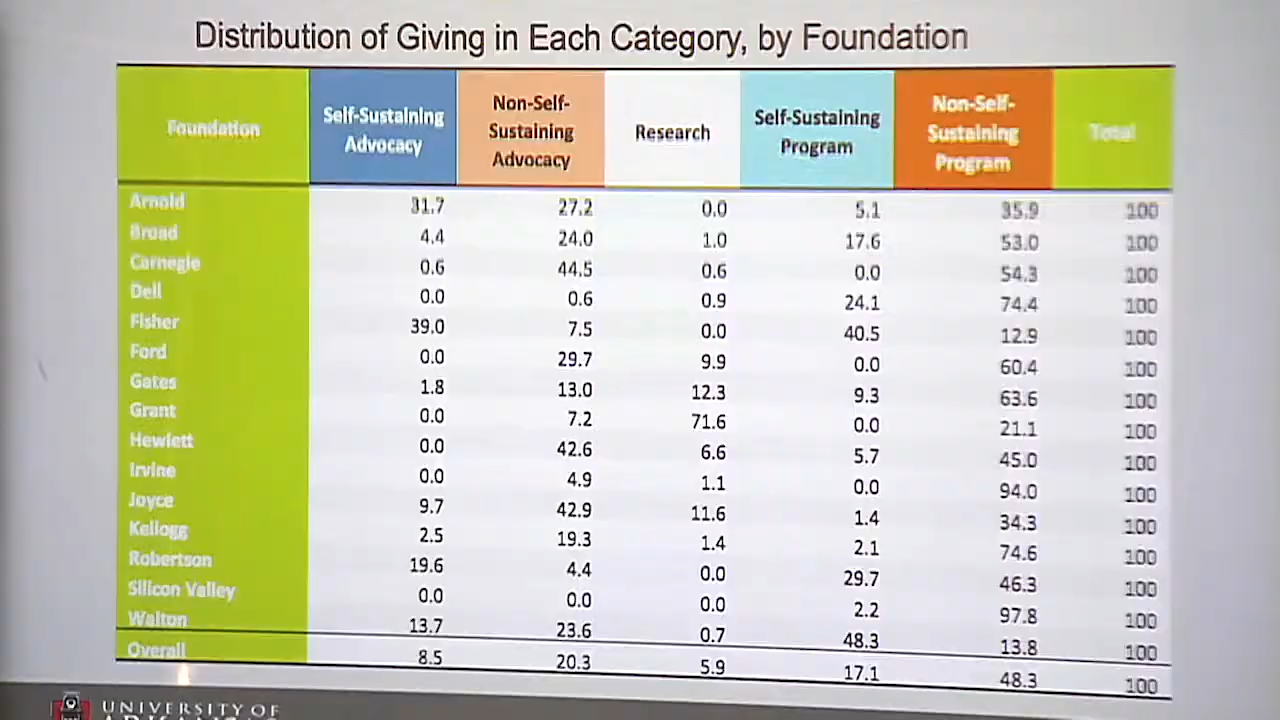 Distribution of Giving in Each Category, by Foundation
Foundation Self-Sustaining Advocacy Non-Self-Sustaining Advocacy Research Self-Sustaining Program Non-Self-Sustaining Program Total
Arnold 31.7 27.2 0.0 5.1 35.9 100
Broad 4.4 24.0 1.0 17.6 53.0 100
Carnegie 0.6 44.5 0.6 0.0 54.3 100
Dell 0.0 0.6 0.9 24.1 74.4 100
Fisher 39.0 7.5 0.0 40.5 12.9 100
Ford 0.0 29.7 9.9 0.0 60.4 100
Gates 1.8 13.0 12.3 9.3 63.6 100
Grant 0.0 7.2 71.6 0.0 21.1 100
Hewlett 0.0 42.6 6.6 5.7 45.0 100
Irvine 0.0 4.9 1.1 0.0 94.0 100
Joyce 9.7 42.9 11.6 1.4 34.3 100
Kellogg 2.5 19.3 1.4 2.1 74.6 100
Robertson 19.6 4.4 0.0 29.7 46.3 100
Silicon Valley 0.0 0.0 0.0 2.2 97.8 100
Walton 13.7 23.6 0.7 48.3 13.8 100
Overall 8.5 20.3 5.9 17.1 48.3 100
UNIVERSITY OF